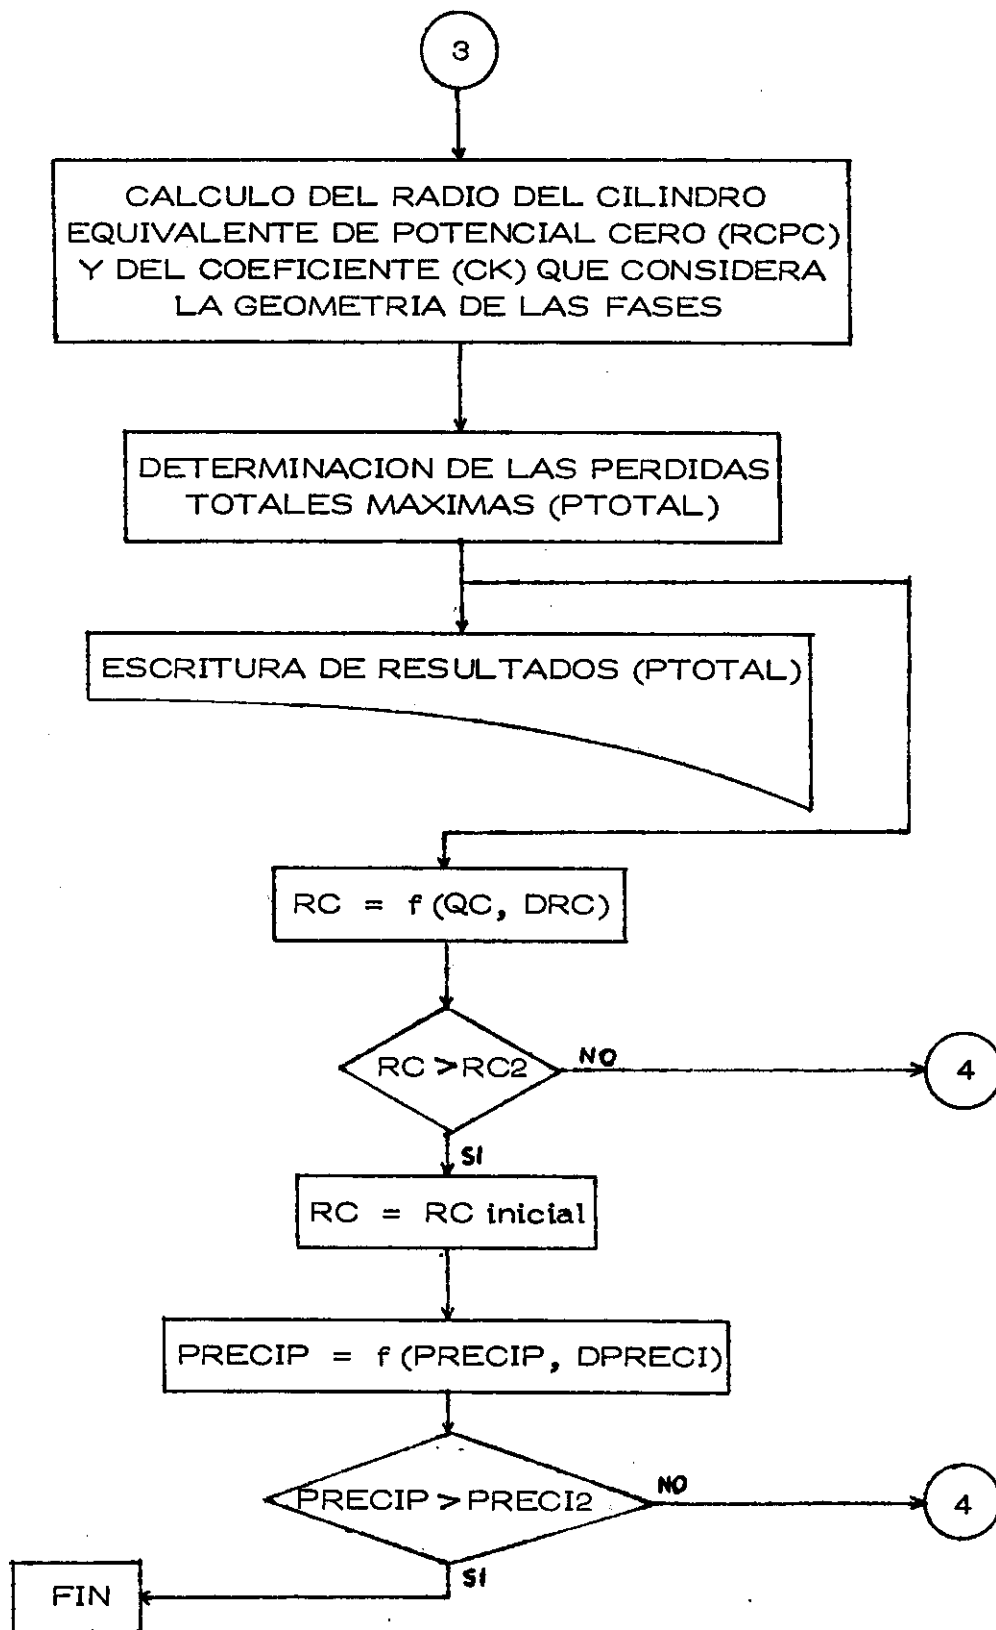 3
CALCULO DEL RADIO DEL CILINDRO
EQUIVALENTE DE POTENCIAL CERO (RCPC)
Y DEL COEFICIENTE (CK) QUE CONSIDERA
LA GEOMETRIA DE LAS FASES
DETERMINACION DE LAS PERDIDAS
TOTALES MAXIMAS (PTOTAL)
ESCRITURA DE RESULTADOS (PTOTAL)
RC = f (QC, DRC)
RC > RC2
NO
4
SI
RC = RC inicial
PRECIP = f (PRECIP, DPRECI)
PRECIP > PRECI2
NO
4
SI
FIN